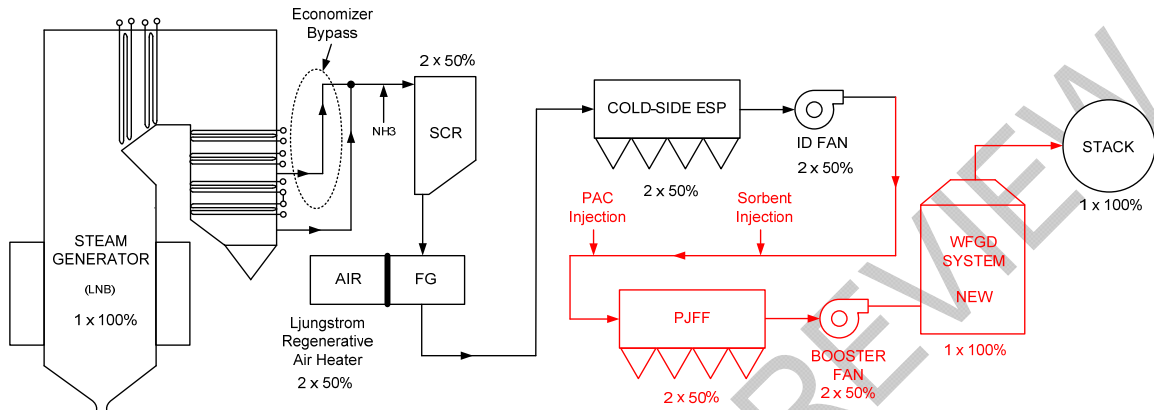 Economizer
Bypass
2 x 50%
SCR
NH3
STEAM
GENERATOR
(LNB)
1 x 100%
AIR
FG
Ljungstrom
Regenerative
Air Heater
2 x 50%
COLD-SIDE ESP
2 x 50%
ID FAN
2 x 50%
PAC
Injection
Sorbent
Injection
PJFF
2 x 50%
BOOSTER
FAN
2 x 50%
WFGD
SYSTEM
NEW
1 x 100%
STACK
1 x 100%
REVIEW